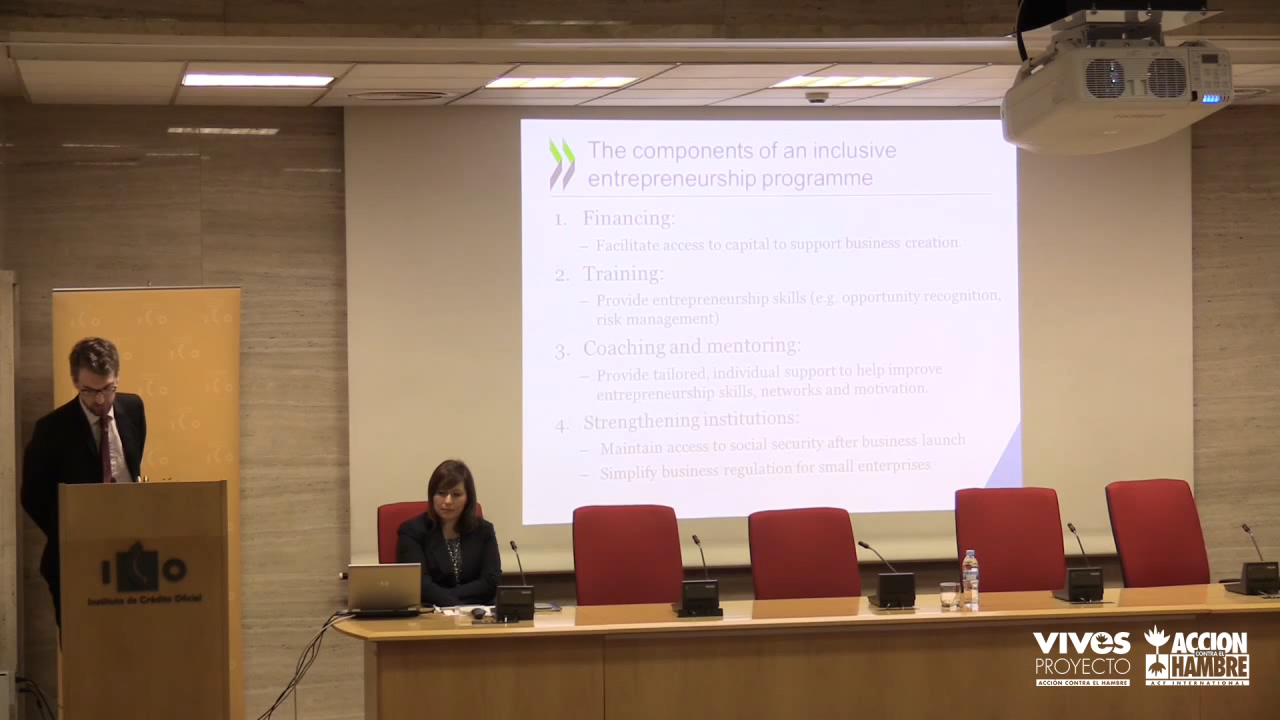 The components of an inclusive
entrepreneurship programme
1. Financing:
– Facilitate access to capital to support business creation
2. Training:
– Provide entrepreneurship skills (e.g. opportunity recognition,
risk management)
3. Coaching and mentoring:
– Provide tailored, individual support to help improve
entrepreneurship skills, networks and motivation.
4. Strengthening institutions:
– Maintain access to social security after business launch
– Simplify business regulation for small enterprises
ICO
Instituto de Crédito Oficial
VIVES
PROYECTO
ACCIÓN CONTRA EL HAMBRE
ACCION
CONTRA EL
HAMBRE
ACF INTERNATIONAL